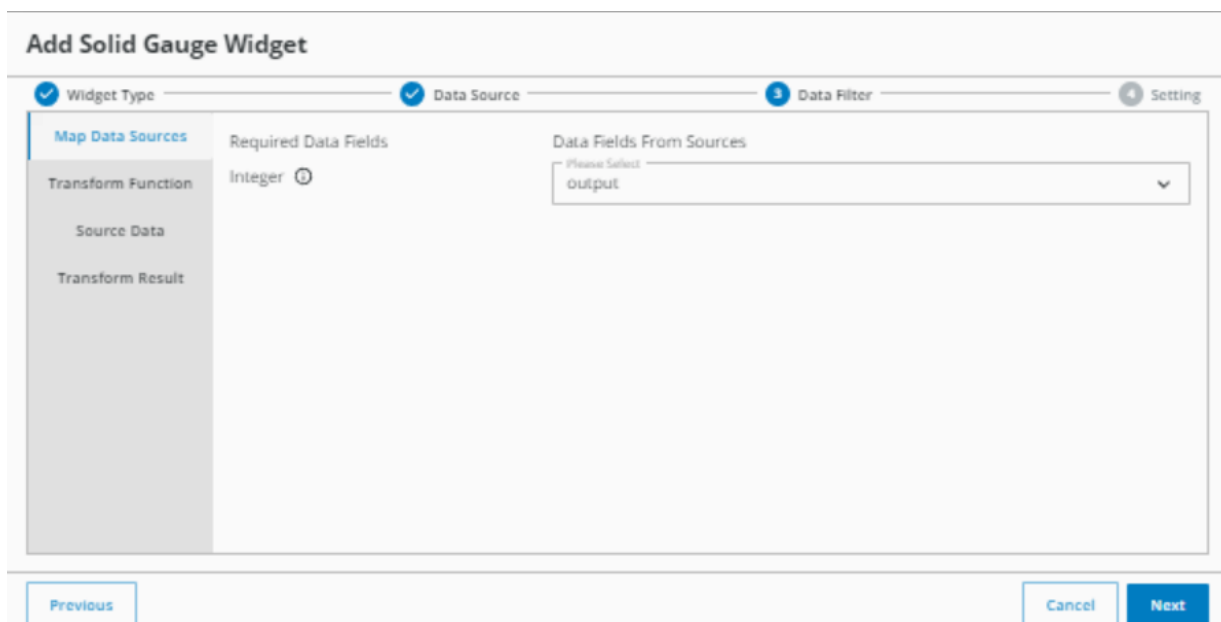 Add Solid Gauge Widget
Widget Type Data Source 3 Data Filter 4 Setting
Map Data Sources
Transform Function
Source Data
Transform Result
Required Data Fields Data Fields From Sources
Integer
Please Select
output
Previous Cancel Next